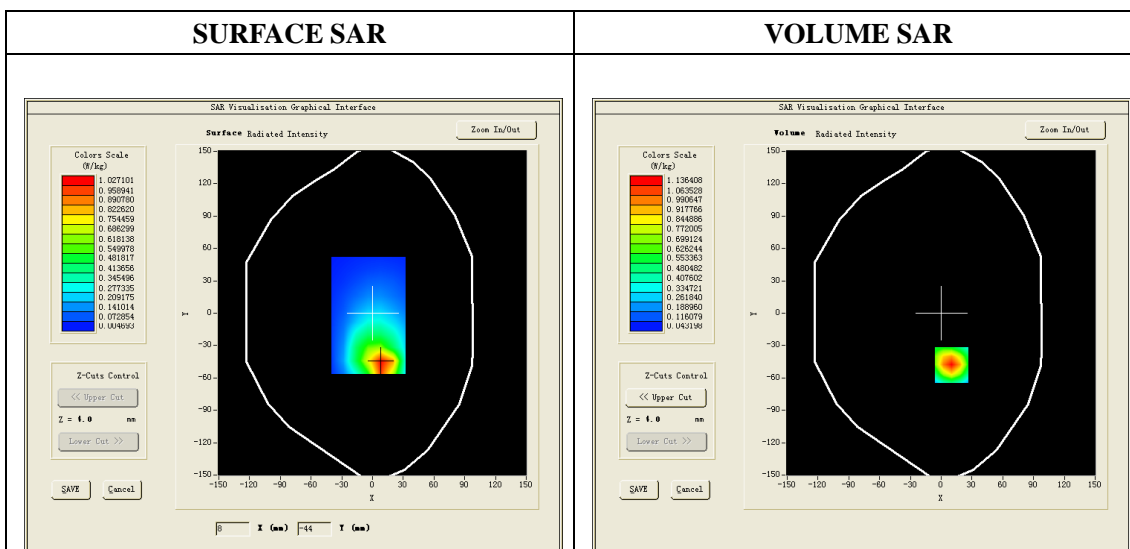 SURFACE SAR
VOLUME SAR
SAR Visualisation Graphical Interface
Surface Radiated Intensity
Zoom In/Out
Colors Scale
(W/kg)
1.027101
0.958941
0.890780
0.822620
0.754459
0.686299
0.618138
0.549978
0.481817
0.413656
0.345496
0.277335
0.209175
0.141014
0.072854
0.004693
150
120
90
60
30
0
-30
-60
-90
-120
-150
Y
-150 -120 -90 -60 -30 0 30 60 90 120 150
X
Z-Cuts Control
<< Upper Cut
Z = 4.0 mm
Lower Cut >>
SAVE Cancel
8 X (mm) -44 Y (mm)
SAR Visualisation Graphical Interface
Volume Radiated Intensity
Zoom In/Out
Colors Scale
(W/kg)
1.136408
1.063528
0.990647
0.917766
0.844886
0.772005
0.699124
0.626244
0.553363
0.480482
0.407602
0.334721
0.261840
0.188960
0.116079
0.043198
150
120
90
60
30
0
-30
-60
-90
-120
-150
Y
-150 -120 -90 -60 -30 0 30 60 90 120 150
X
Z-Cuts Control
<< Upper Cut
Z = 4.0 mm
Lower Cut >>
SAVE Cancel